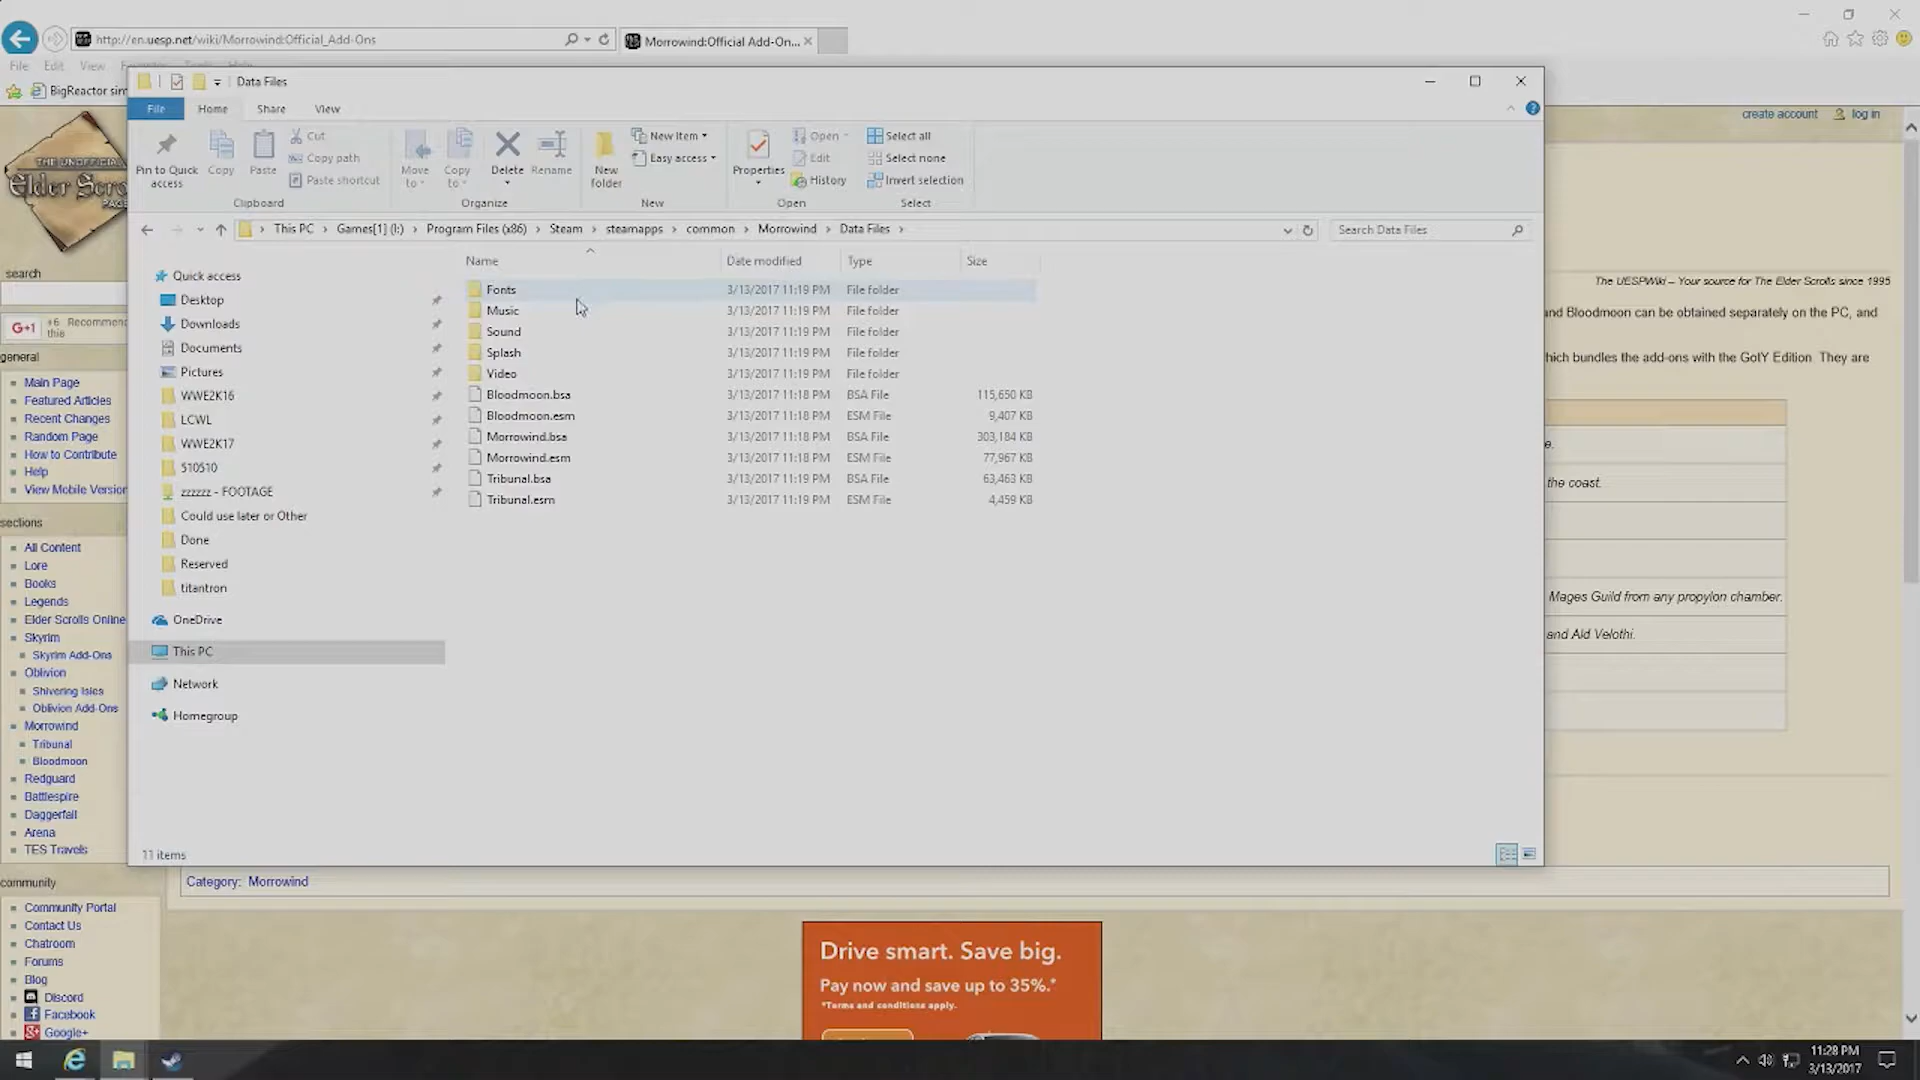 http://en.uesp.net/wiki/Morrowind:Official_Add-Ons
Morrowind:Official Add-On...
File Edit View
BigReactor sim
Data Files
File Home Share View
Pin to Quick access
Copy
Paste
Cut
Copy path
Paste shortcut
Move to
Copy to
Delete
Rename
New folder
New item
Easy access
Properties
Open
Edit
History
Select all
Select none
Invert selection
Clipboard Organize New Open Select
This PC Games[1] (I:) Program Files (x86) Steam steamapps common Morrowind Data Files
Search Data Files
Name Date modified Type Size
Fonts 3/13/2017 11:19 PM File folder
Music 3/13/2017 11:19 PM File folder
Sound 3/13/2017 11:19 PM File folder
Splash 3/13/2017 11:19 PM File folder
Video 3/13/2017 11:19 PM File folder
Bloodmoon.bsa 3/13/2017 11:18 PM BSA File 115,650 KB
Bloodmoon.esm 3/13/2017 11:18 PM ESM File 9,407 KB
Morrowind.bsa 3/13/2017 11:18 PM BSA File 303,184 KB
Morrowind.esm 3/13/2017 11:18 PM ESM File 77,967 KB
Tribunal.bsa 3/13/2017 11:19 PM BSA File 63,463 KB
Tribunal.esm 3/13/2017 11:19 PM ESM File 4,459 KB
Quick access
Desktop
Downloads
Documents
Pictures
WWE2K16
LCWL
WWE2K17
510510
zzzzzz - FOOTAGE
Could use later or Other
Done
Reserved
titantron
OneDrive
This PC
Network
Homegroup
11 items
THE UNOFFICIAL
Elder Scro
PAGE
search
G+1 +6 Recommen
this
general
Main Page
Featured Articles
Recent Changes
Random Page
How to Contribute
Help
View Mobile Version
sections
All Content
Lore
Books
Legends
Elder Scrolls Online
Skyrim
Skyrim Add-Ons
Oblivion
Shivering Isles
Oblivion Add-Ons
Morrowind
Tribunal
Bloodmoon
Redguard
Battlespire
Daggerfall
Arena
TES Travels
community
Community Portal
Contact Us
Chatroom
Forums
Blog
Discord
Facebook
Google+
create account log in
The UESPWiki – Your source for The Elder Scrolls since 1995
and Bloodmoon can be obtained separately on the PC, and
hich bundles the add-ons with the GotY Edition. They are
e.
the coast.
Mages Guild from any propylon chamber.
and Ald Velothi.
Category: Morrowind
Drive smart. Save big.
Pay now and save up to 35%.*
*Terms and conditions apply.
11:28 PM
3/13/2017